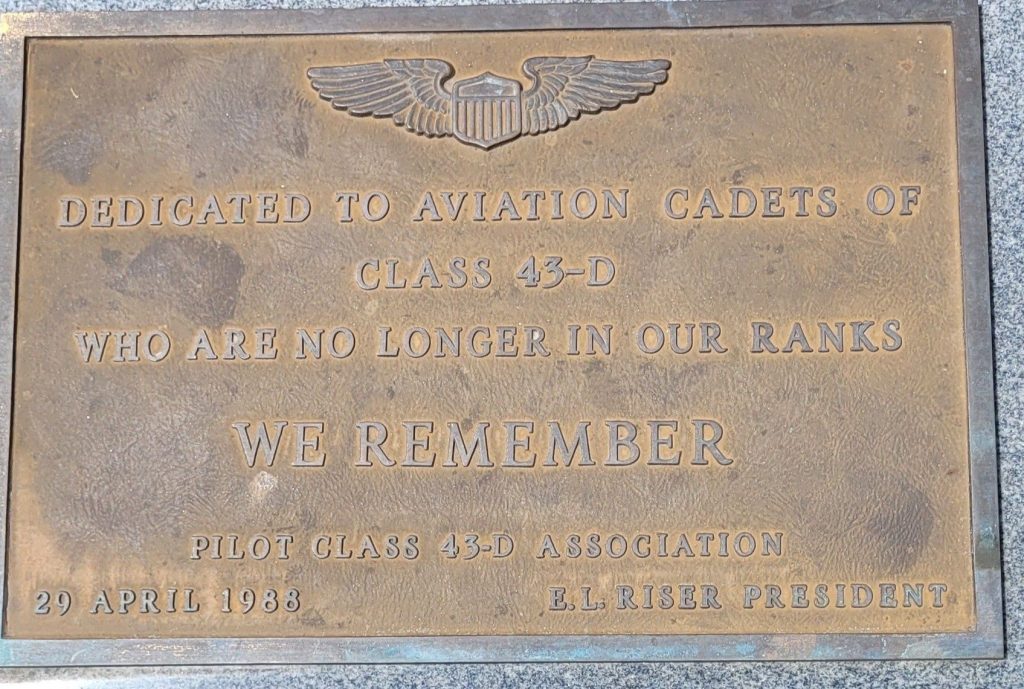 DEDICATED TO AVIATION CADETS OF
CLASS 43-D
WHO ARE NO LONGER IN OUR RANKS
WE REMEMBER
PILOT CLASS 43-D ASSOCIATION
29 APRIL 1988 E.L. RISER PRESIDENT